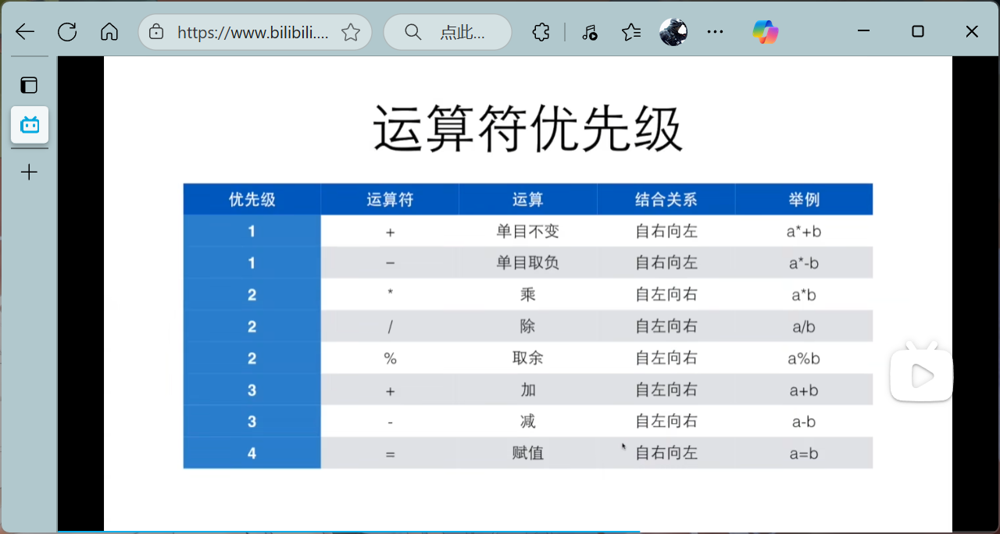 https://www.bilibili....
点此...
运算符优先级
优先级 运算符 运算 结合关系 举例
1 + 单目不变 自右向左 a*+b
1 − 单目取负 自右向左 a*-b
2 * 乘 自左向右 a*b
2 / 除 自左向右 a/b
2 % 取余 自左向右 a%b
3 + 加 自左向右 a+b
3 - 减 自左向右 a-b
4 = 赋值 自右向左 a=b